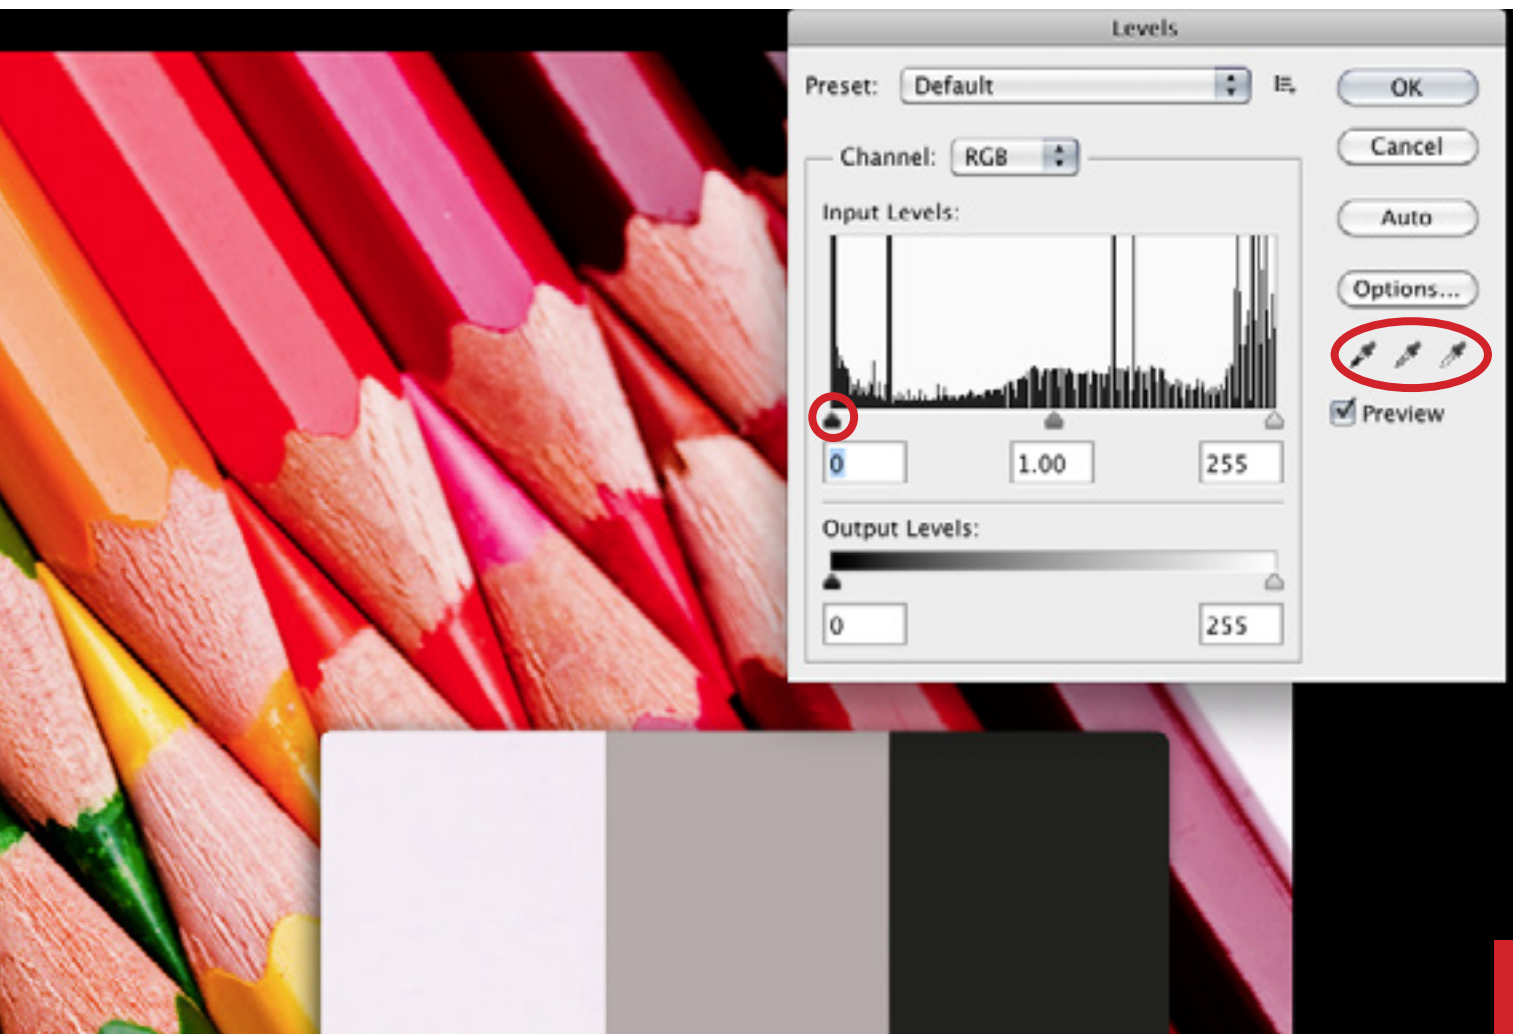 Levels
Preset: Default
OK
Cancel
Channel: RGB
Auto
Input Levels:
Options...
Preview
0 1.00 255
Output Levels:
0 255